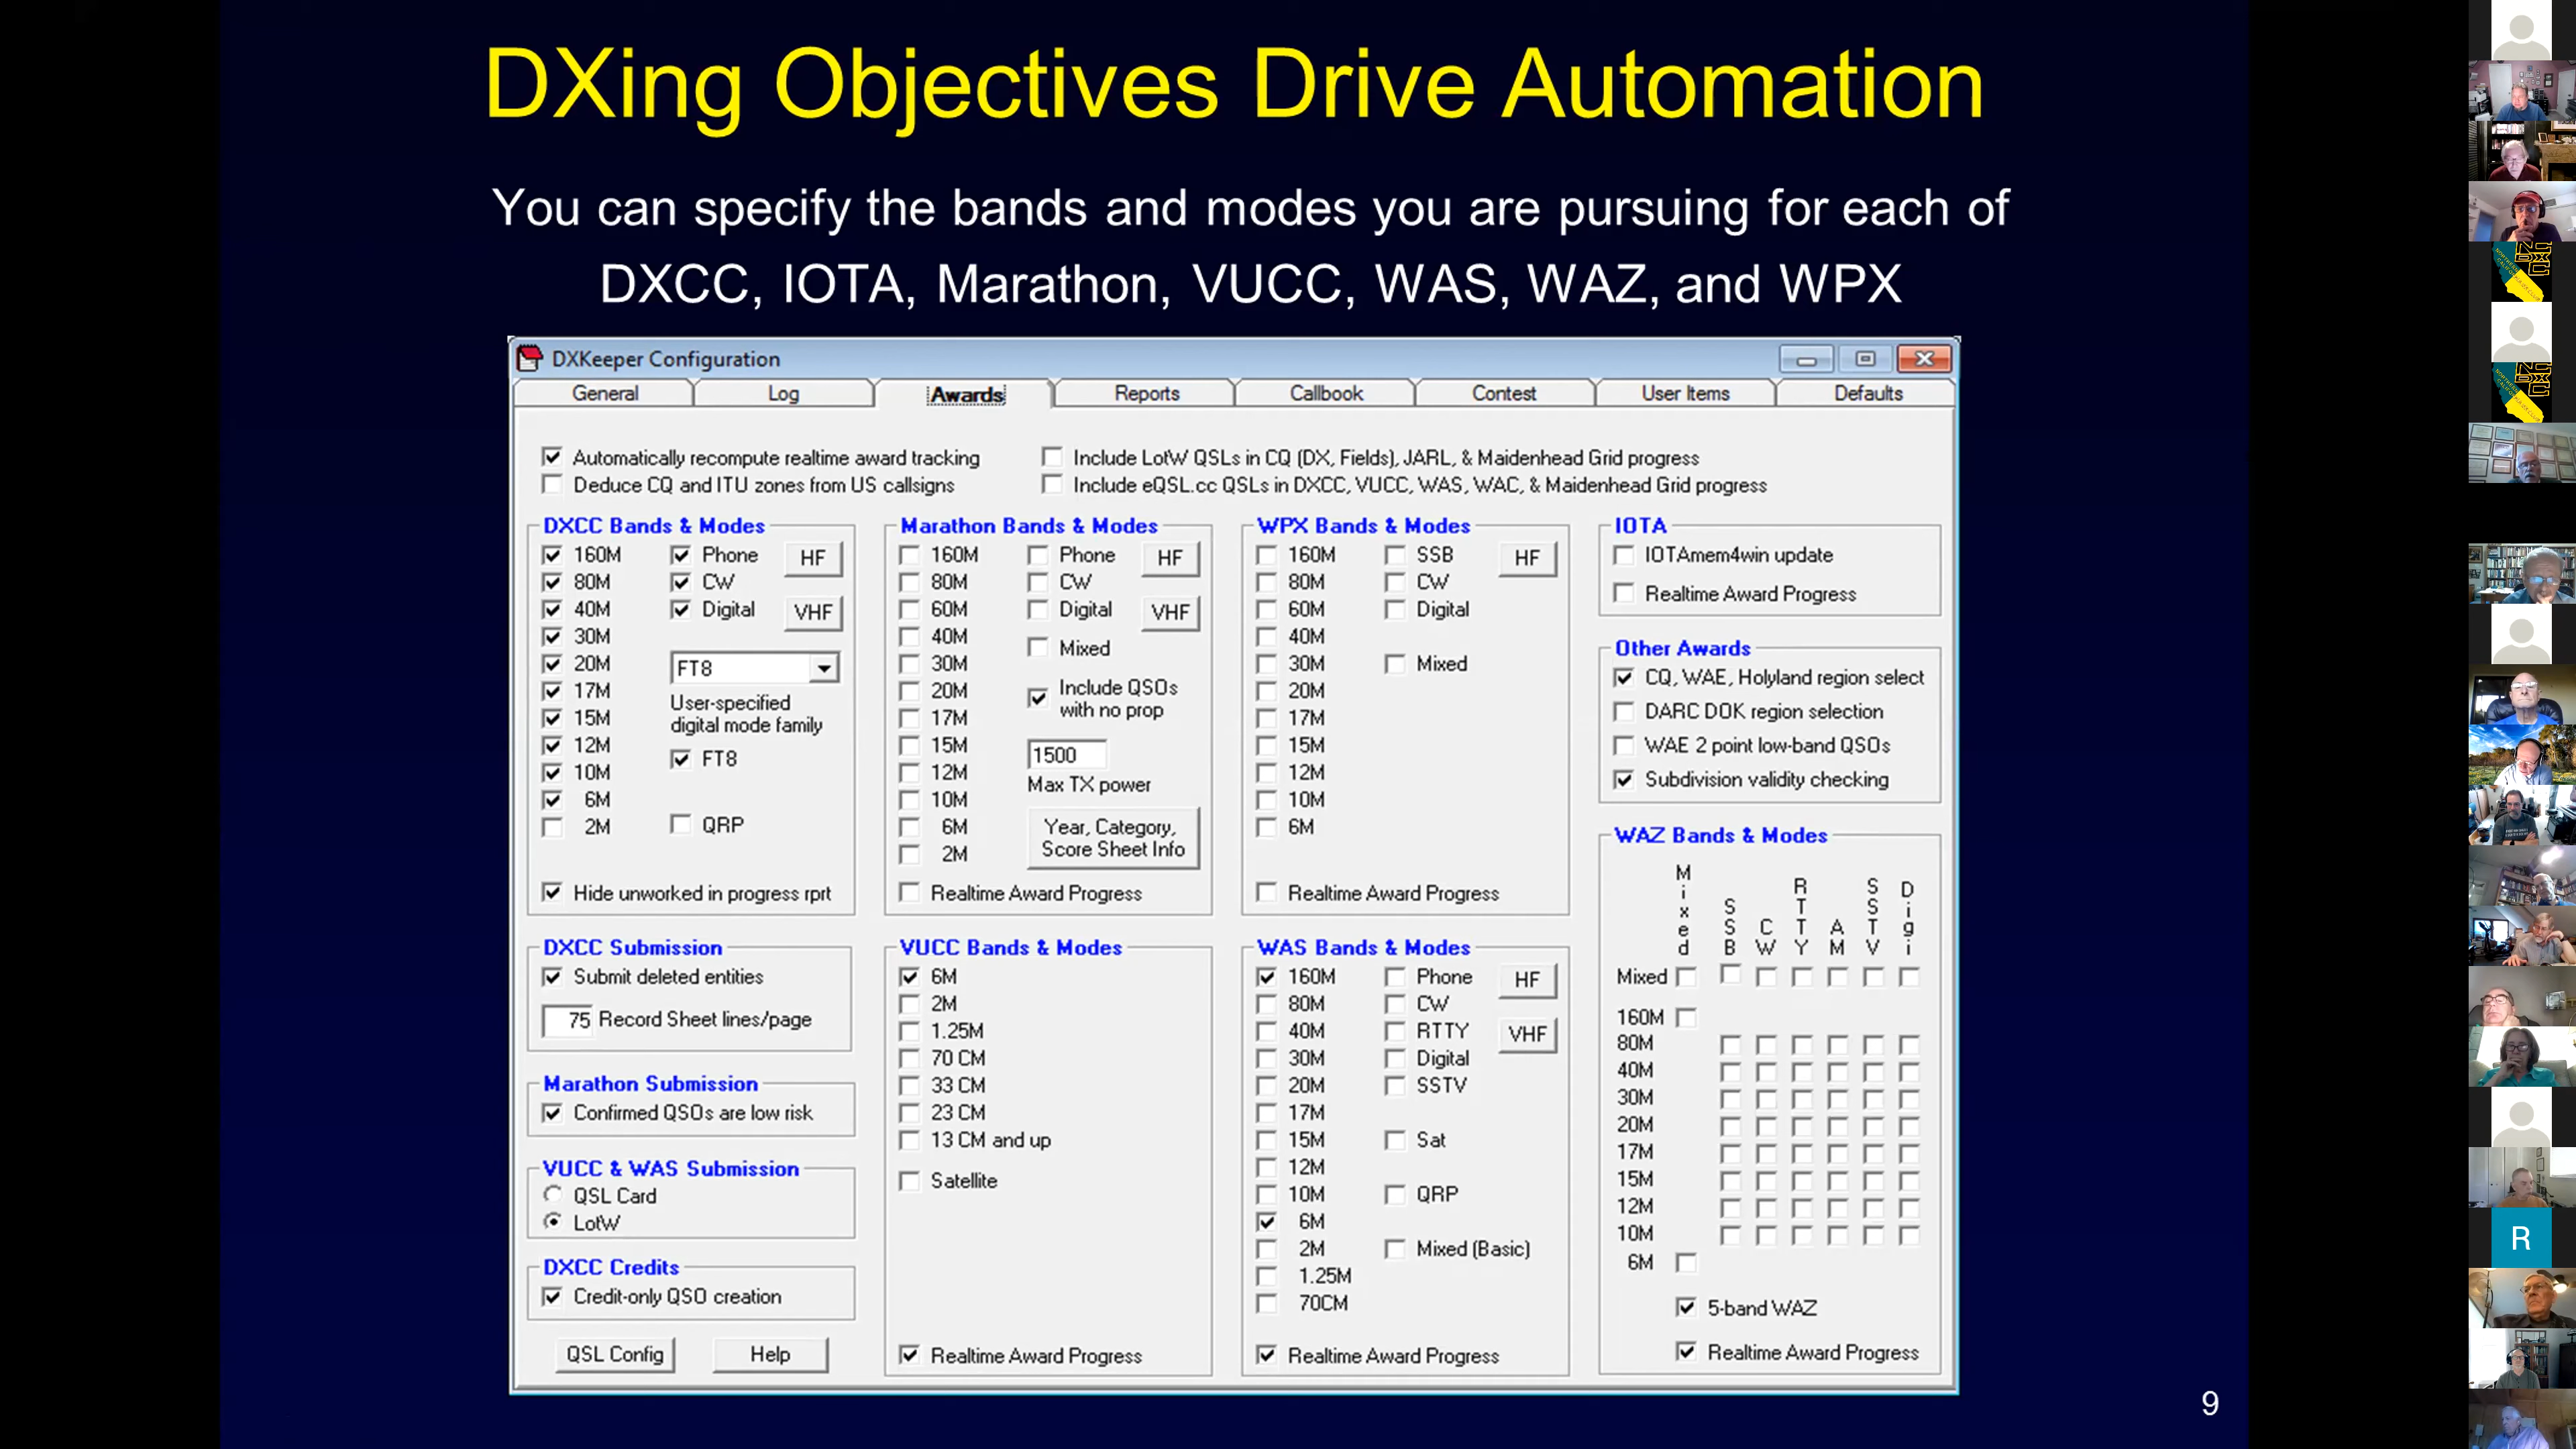 DXing Objectives Drive Automation
You can specify the bands and modes you are pursuing for each of
DXCC, IOTA, Marathon, VUCC, WAS, WAZ, and WPX
DXKeeper Configuration
General Log Awards Reports Callbook Contest User Items Defaults
Automatically recompute realtime award tracking
Deduce CQ and ITU zones from US callsigns
Include LotW QSLs in CQ (DX, Fields), JARL, & Maidenhead Grid progress
Include eQSL.cc QSLs in DXCC, VUCC, WAS, WAC, & Maidenhead Grid progress
DXCC Bands & Modes
160M Phone HF
80M CW
40M Digital VHF
30M
20M FT8
17M User-specified
15M digital mode family
12M FT8
10M
6M
2M QRP
Hide unworked in progress rprt
DXCC Submission
Submit deleted entities
75 Record Sheet lines/page
Marathon Submission
Confirmed QSOs are low risk
VUCC & WAS Submission
QSL Card
LotW
DXCC Credits
Credit-only QSO creation
QSL Config Help
Marathon Bands & Modes
160M Phone HF
80M CW
60M Digital VHF
40M Mixed
30M
20M Include QSOs
17M with no prop
15M 1500
12M Max TX power
10M
6M Year, Category,
2M Score Sheet Info
Realtime Award Progress
VUCC Bands & Modes
6M
2M
1.25M
70 CM
33 CM
23 CM
13 CM and up
Satellite
Realtime Award Progress
WPX Bands & Modes
160M SSB HF
80M CW
60M Digital
40M
30M Mixed
20M
17M
15M
12M
10M
6M
Realtime Award Progress
WAS Bands & Modes
160M Phone HF
80M CW
40M RTTY VHF
30M Digital
20M SSTV
17M
15M Sat
12M
10M QRP
6M
2M Mixed (Basic)
1.25M
70CM
Realtime Award Progress
IOTA
IOTAmem4win update
Realtime Award Progress
Other Awards
CQ, WAE, Holyland region select
DARC DOK region selection
WAE 2 point low-band QSOs
Subdivision validity checking
WAZ Bands & Modes
Mixed SSB CW RTTY AM SSTV Digi
Mixed
160M
80M
40M
30M
20M
17M
15M
12M
10M
6M
5-band WAZ
Realtime Award Progress
9
R